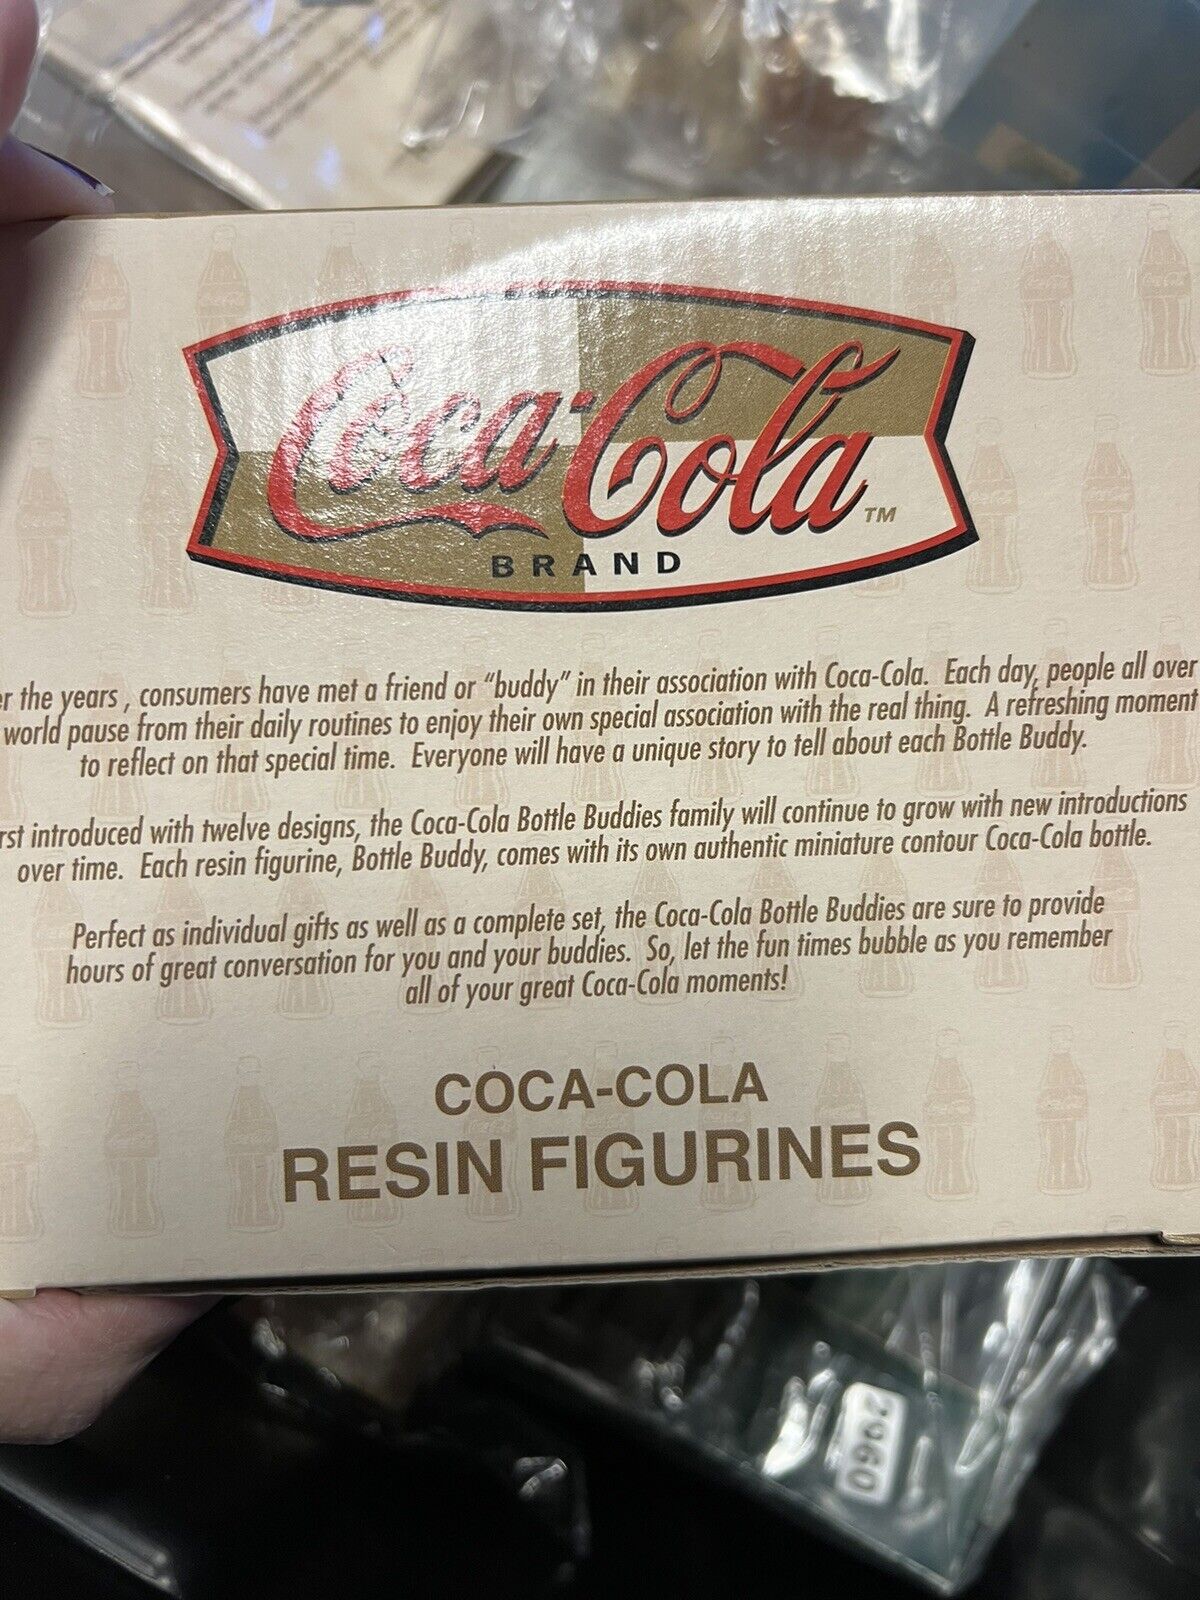 Coca-Cola TM
BRAND
the years, consumers have met a friend or “buddy” in their association with Coca-Cola. Each day, people all over
world pause from their daily routines to enjoy their own special association with the real thing. A refreshing moment
to reflect on that special time. Everyone will have a unique story to tell about each Bottle Buddy.
introduced with twelve designs, the Coca-Cola Bottle Buddies family will continue to grow with new introductions
over time. Each resin figurine, Bottle Buddy, comes with its own authentic miniature contour Coca-Cola bottle.
Perfect as individual gifts as well as a complete set, the Coca-Cola Bottle Buddies are sure to provide
hours of great conversation for you and your buddies. So, let the fun times bubble as you remember
all of your great Coca-Cola moments!
COCA-COLA
RESIN FIGURINES
2960